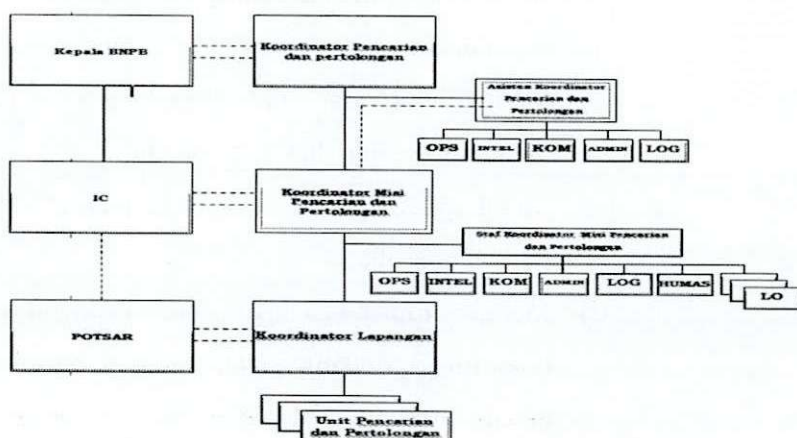 Kepala BNPB
Koordinator Pencarian
dan pertolongan
Asisten Koordinator
Pencarian dan
Pertolongan
OPS INTEL KOM ADMIN LOG
IC
Koordinator Misi
Pencarian dan
Pertolongan
Staf Koordinator Misi Pencarian
dan Pertolongan
OPS INTEL KOM ADMIN LOG HUMAS
LO
POTSAR
Koordinator Lapangan
Unit Pencarian
dan Pertolongan